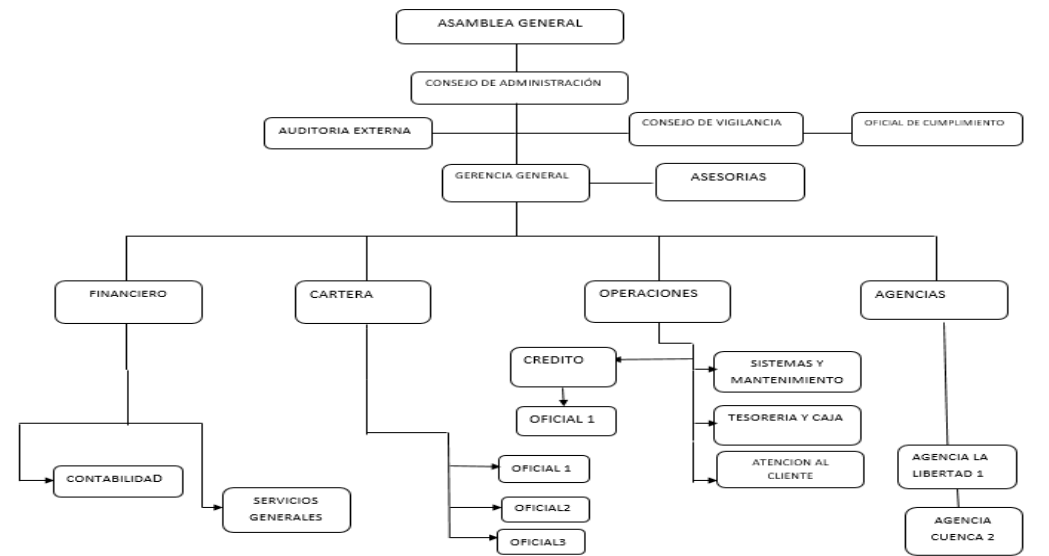 ASAMBLEA GENERAL
CONSEJO DE ADMINISTRACIÓN
AUDITORIA EXTERNA
CONSEJO DE VIGILANCIA
OFICIAL DE CUMPLIMIENTO
GERENCIA GENERAL
ASESORIAS
FINANCIERO
CARTERA
OPERACIONES
AGENCIAS
CREDITO
SISTEMAS Y
MANTENIMIENTO
OFICIAL 1
TESORERIA Y CAJA
CONTABILIDAD
SERVICIOS
GENERALES
OFICIAL 1
OFICIAL2
OFICIAL3
ATENCION AL
CLIENTE
AGENCIA LA
LIBERTAD 1
AGENCIA
CUENCA 2